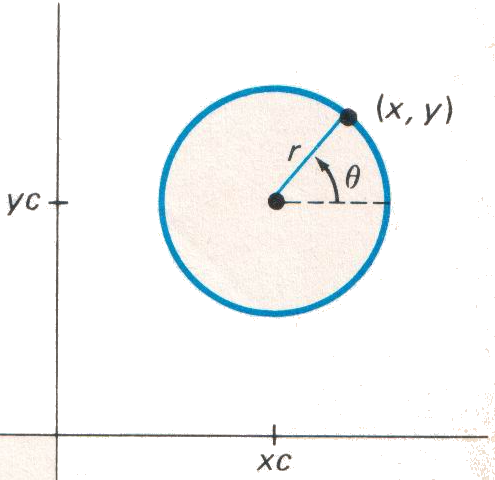 (x, y)
r
θ
yc
xc